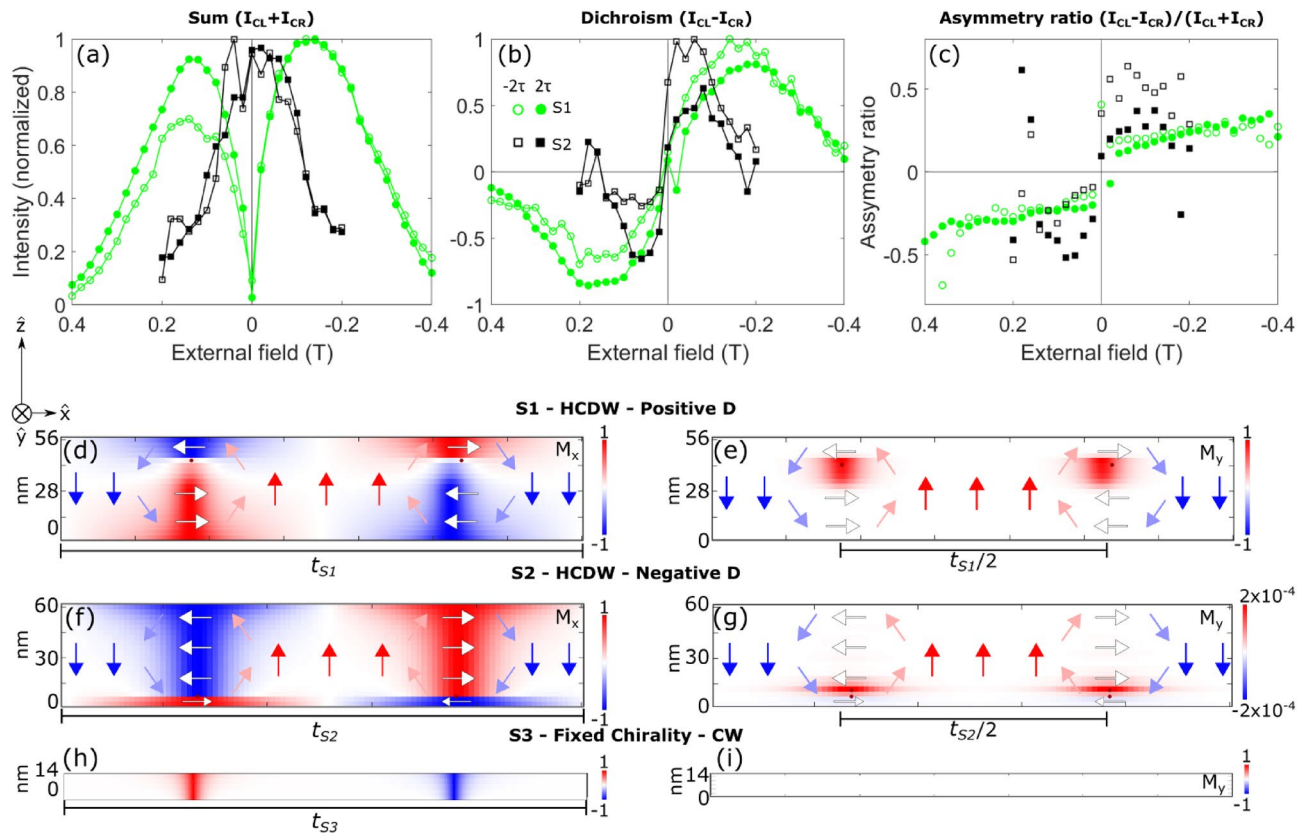 Sum (I_CL+I_CR)
Dichroism (I_CL-I_CR)
Asymmetry ratio (I_CL-I_CR)/(I_CL+I_CR)
(a)
Intensity (normalized)
1
0.8
0.6
0.4
0.2
0
0.4 0.2 0 -0.2 -0.4
External field (T)
(b)
-2τ 2τ
S1
S2
1
0.5
0
-0.5
-1
0.4 0.2 0 -0.2 -0.4
External field (T)
(c)
Assymetry ratio
0.5
0
-0.5
0.4 0.2 0 -0.2 -0.4
External field (T)
ẑ
x̂
ŷ
S1 - HCDW - Positive D
(d)
M_x
56
28
0
nm
1
-1
t_S1
(e)
M_y
56
28
0
nm
1
-1
t_S1/2
S2 - HCDW - Negative D
(f)
M_x
60
30
0
nm
1
-1
t_S2
(g)
M_y
60
30
0
nm
2x10⁻⁴
-2x10⁻⁴
t_S2/2
S3 - Fixed Chirality - CW
(h)
14
0
nm
1
-1
t_S3
(i)
M_y
14
0
nm
1
-1